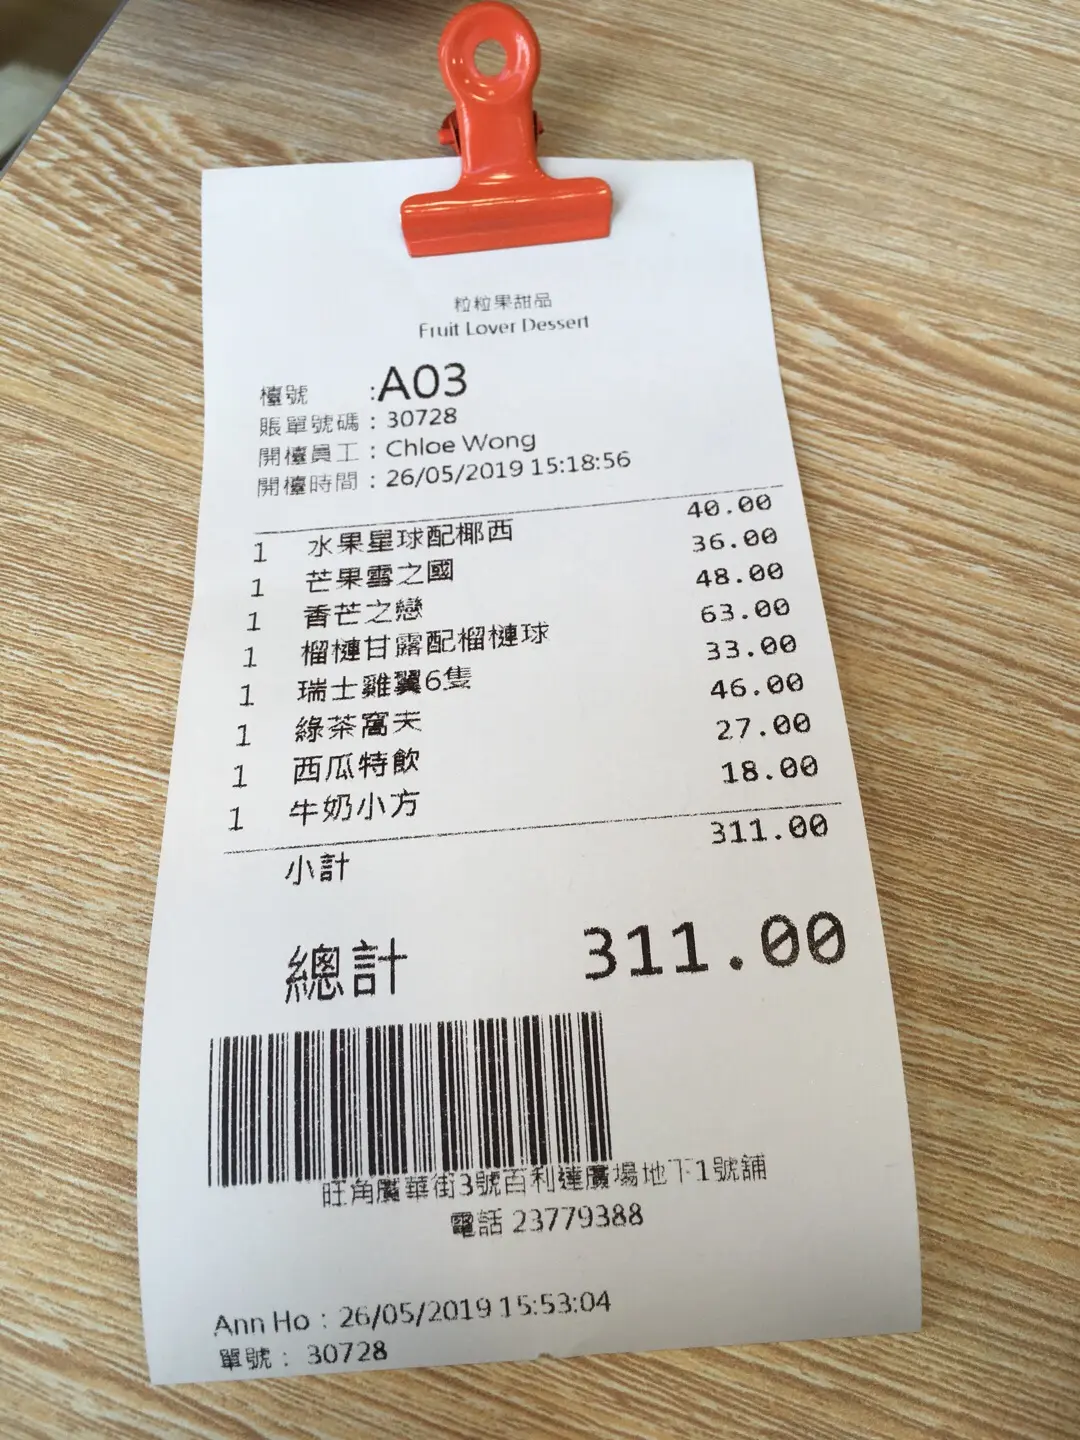 粒粒果甜品
Fruit Lover Dessert
檯號 :A03
賬單號碼 : 30728
開檯員工 : Chloe Wong
開檯時間 : 26/05/2019 15:18:56
1 水果星球配椰西 40.00
1 芒果雪之國 36.00
1 香芒之戀 48.00
1 榴槤甘露配榴槤球 63.00
1 瑞士雞翼6隻 33.00
1 綠茶窩夫 46.00
1 西瓜特飲 27.00
1 牛奶小方 18.00
小計 311.00
總計 311.00
旺角黑華街3號百利達廣場地下1號舖
電話 23779388
Ann Ho : 26/05/2019 15:53:04
單號 : 30728